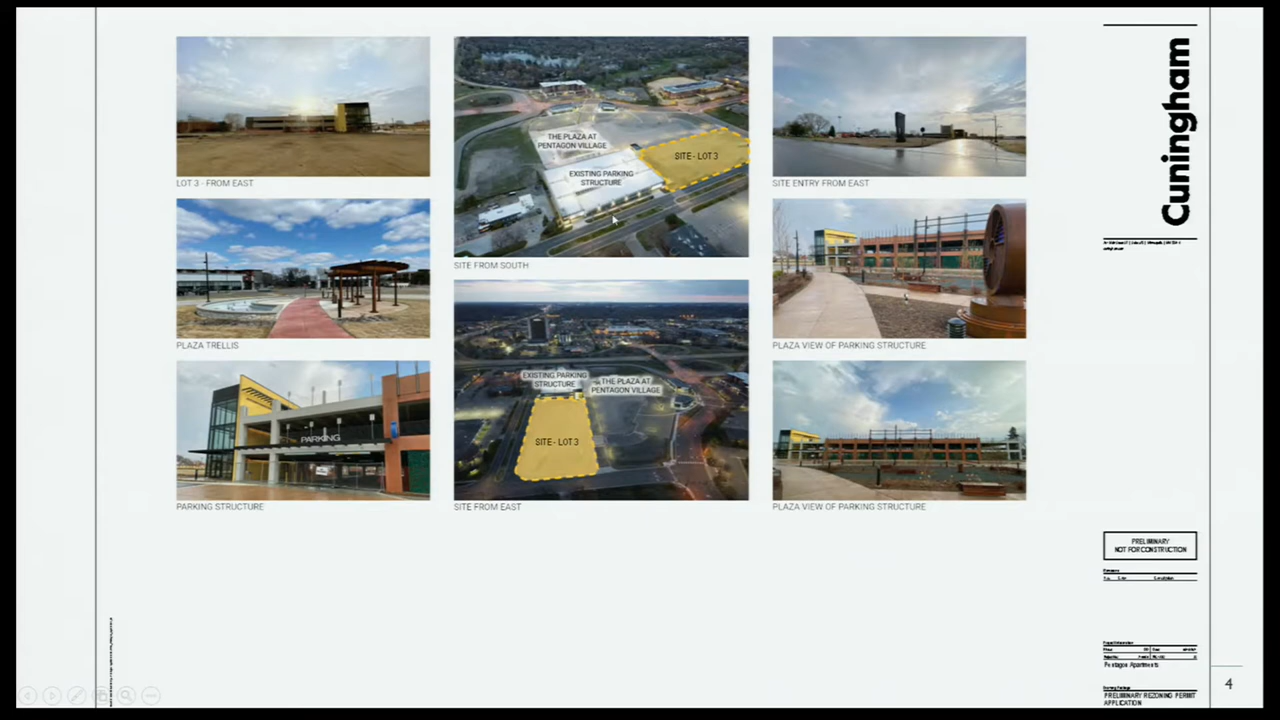 LOT 3 - FROM EAST
THE PLAZA AT
PENTAGON VILLAGE
SITE - LOT 3
EXISTING PARKING
STRUCTURE
SITE FROM SOUTH
SITE ENTRY FROM EAST
PLAZA TRELLIS
PLAZA VIEW OF PARKING STRUCTURE
PARKING
PARKING STRUCTURE
EXISTING PARKING
STRUCTURE
THE PLAZA AT
PENTAGON VILLAGE
SITE - LOT 3
SITE FROM EAST
PLAZA VIEW OF PARKING STRUCTURE
Cuningham
PRELIMINARY
NOT FOR CONSTRUCTION
Pentagon Apartments
PRELIMINARY REZONING PERMIT
APPLICATION
4